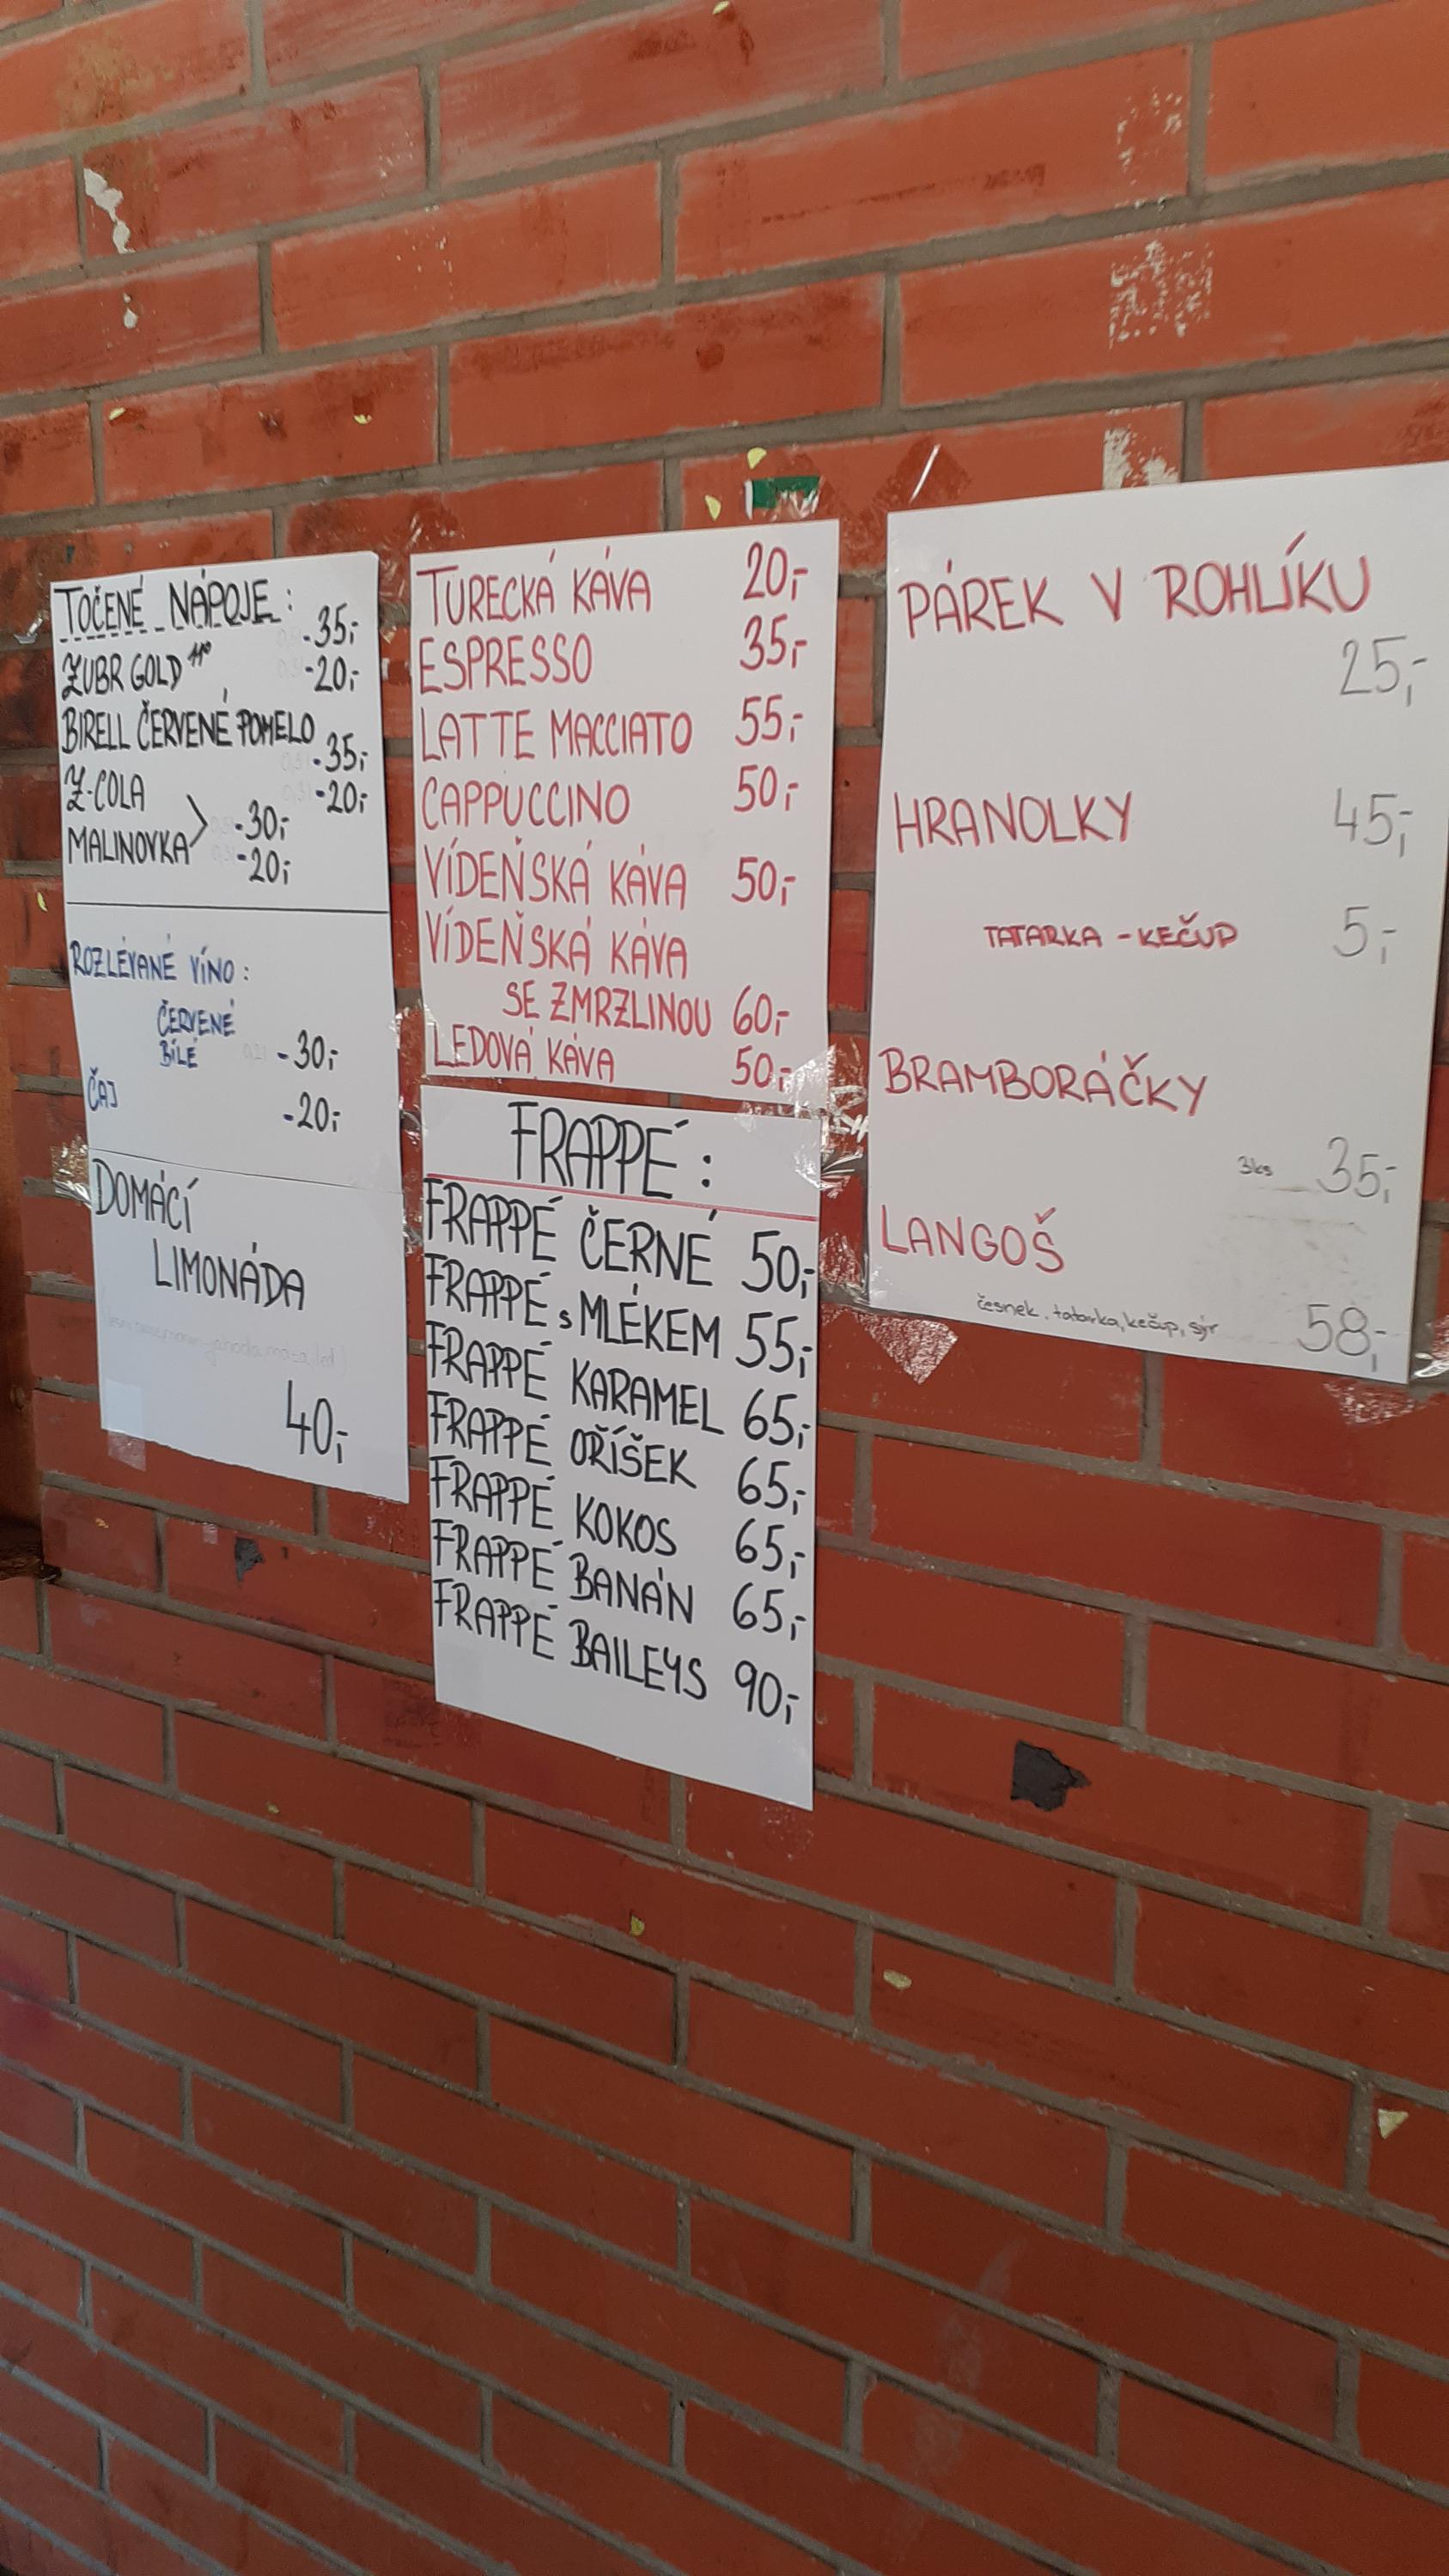 TOČENÉ NÁPOJE:
ZUBR GOLD 11° -35,-
-20,-
BIRELL ČERVENÉ POMELO
-35,-
Z-COLA -20,-
MALINOVKA -30,-
-20,-
ROZLÉVANÉ VÍNO:
ČERVENÉ
BÍLÉ -30,-
ČAJ -20,-
DOMÁCÍ
LIMONÁDA
40,-
TURECKÁ KÁVA 20,-
ESPRESSO 35,-
LATTE MACCIATO 55,-
CAPPUCCINO 50,-
VÍDEŇSKÁ KÁVA 50,-
VÍDEŇSKÁ KÁVA
SE ZMRZLINOU 60,-
LEDOVÁ KÁVA 50,-
FRAPPÉ:
FRAPPÉ ČERNÉ 50,-
FRAPPÉ s MLÉKEM 55,-
FRAPPÉ KARAMEL 65,-
FRAPPÉ OŘÍŠEK 65,-
FRAPPÉ KOKOS 65,-
FRAPPÉ BANÁN 65,-
FRAPPÉ BAILEYS 90,-
PÁREK V ROHLÍKU
25,-
HRANOLKY 45,-
TATARKA - KEČUP 5,-
BRAMBORÁČKY
3ks 35,-
LANGOŠ
česnek, tatarka, kečup, sýr 58,-